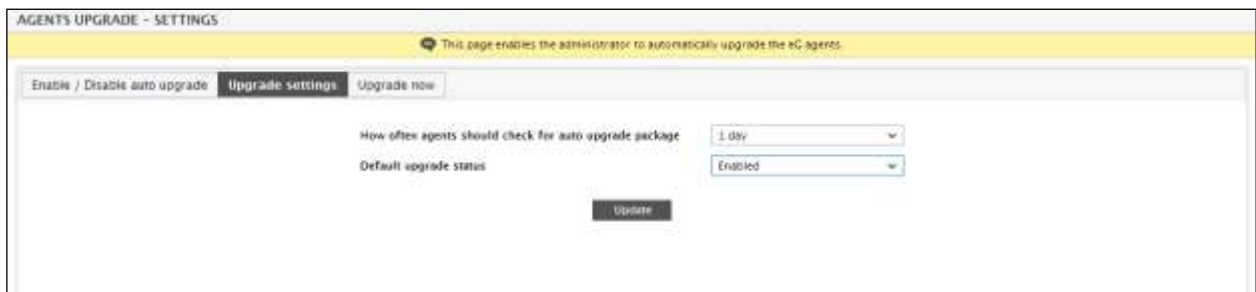 AGENTS UPGRADE - SETTINGS
This page enables the administrator to automatically upgrade the eG agents.
Enable / Disable auto upgrade Upgrade settings Upgrade now
How often agents should check for auto upgrade package 1 day
Default upgrade status Enabled
Update